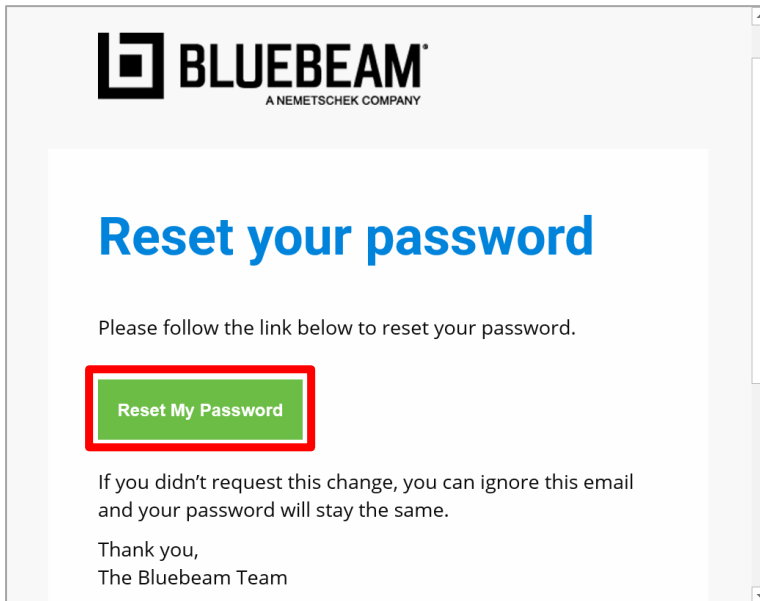 BLUEBEAM®
A NEMETSCHEK COMPANY
Reset your password
Please follow the link below to reset your password.
Reset My Password
If you didn’t request this change, you can ignore this email
and your password will stay the same.
Thank you,
The Bluebeam Team